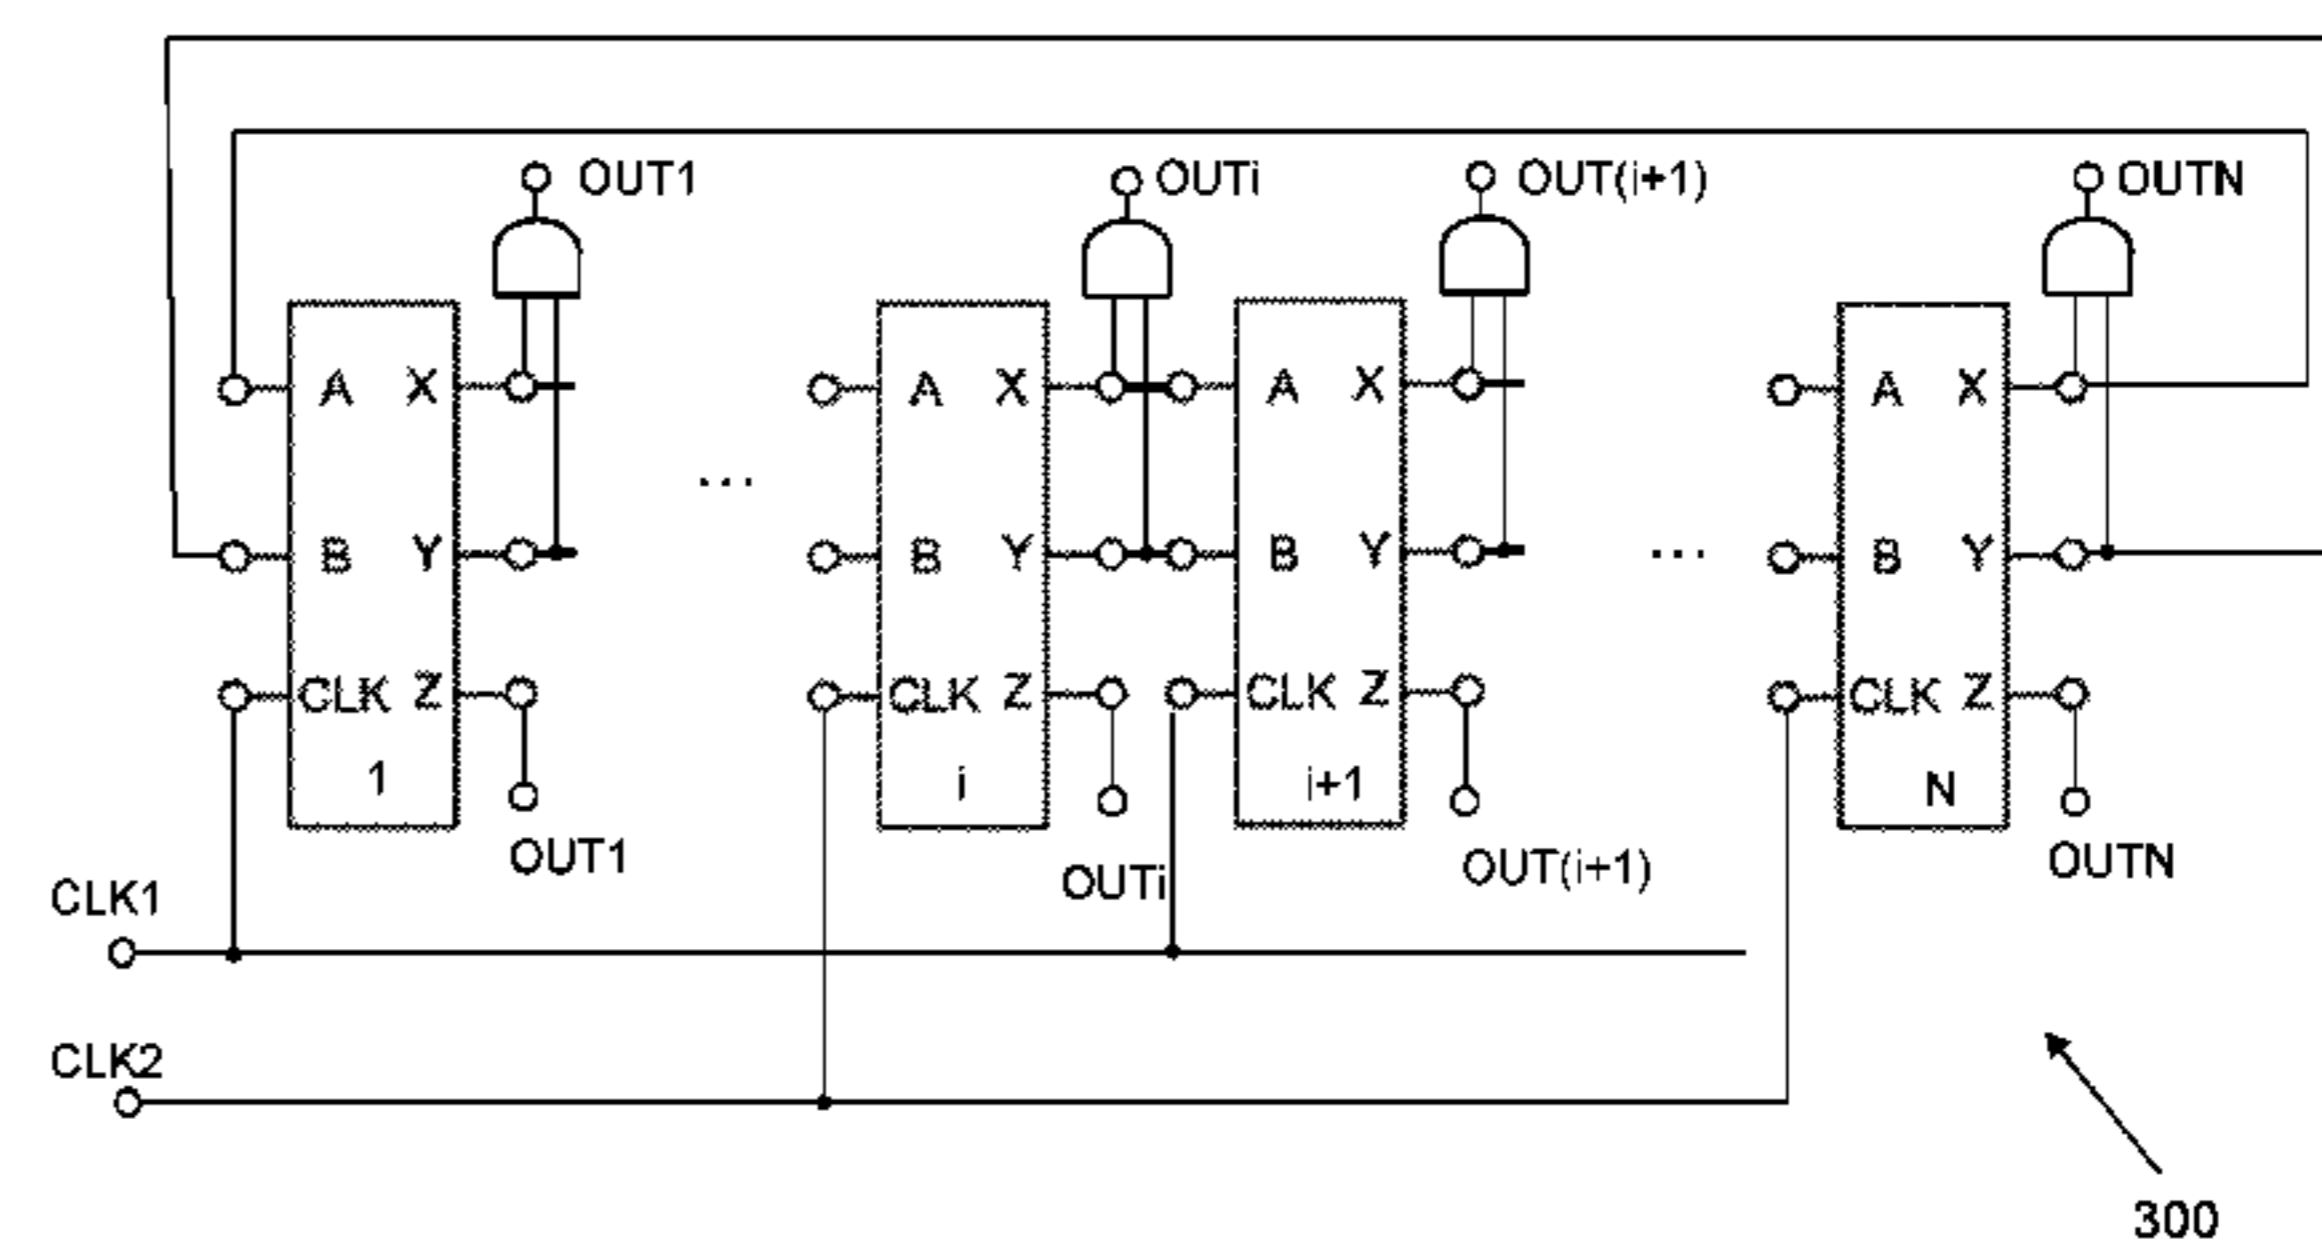 OUT1 OUTi OUT(i+1) OUTN
A X A X A X A X
... ...
B Y B Y B Y B Y
CLK Z CLK Z CLK Z CLK Z
1 i i+1 N
OUT1 OUTi OUT(i+1) OUTN
CLK1
CLK2
300